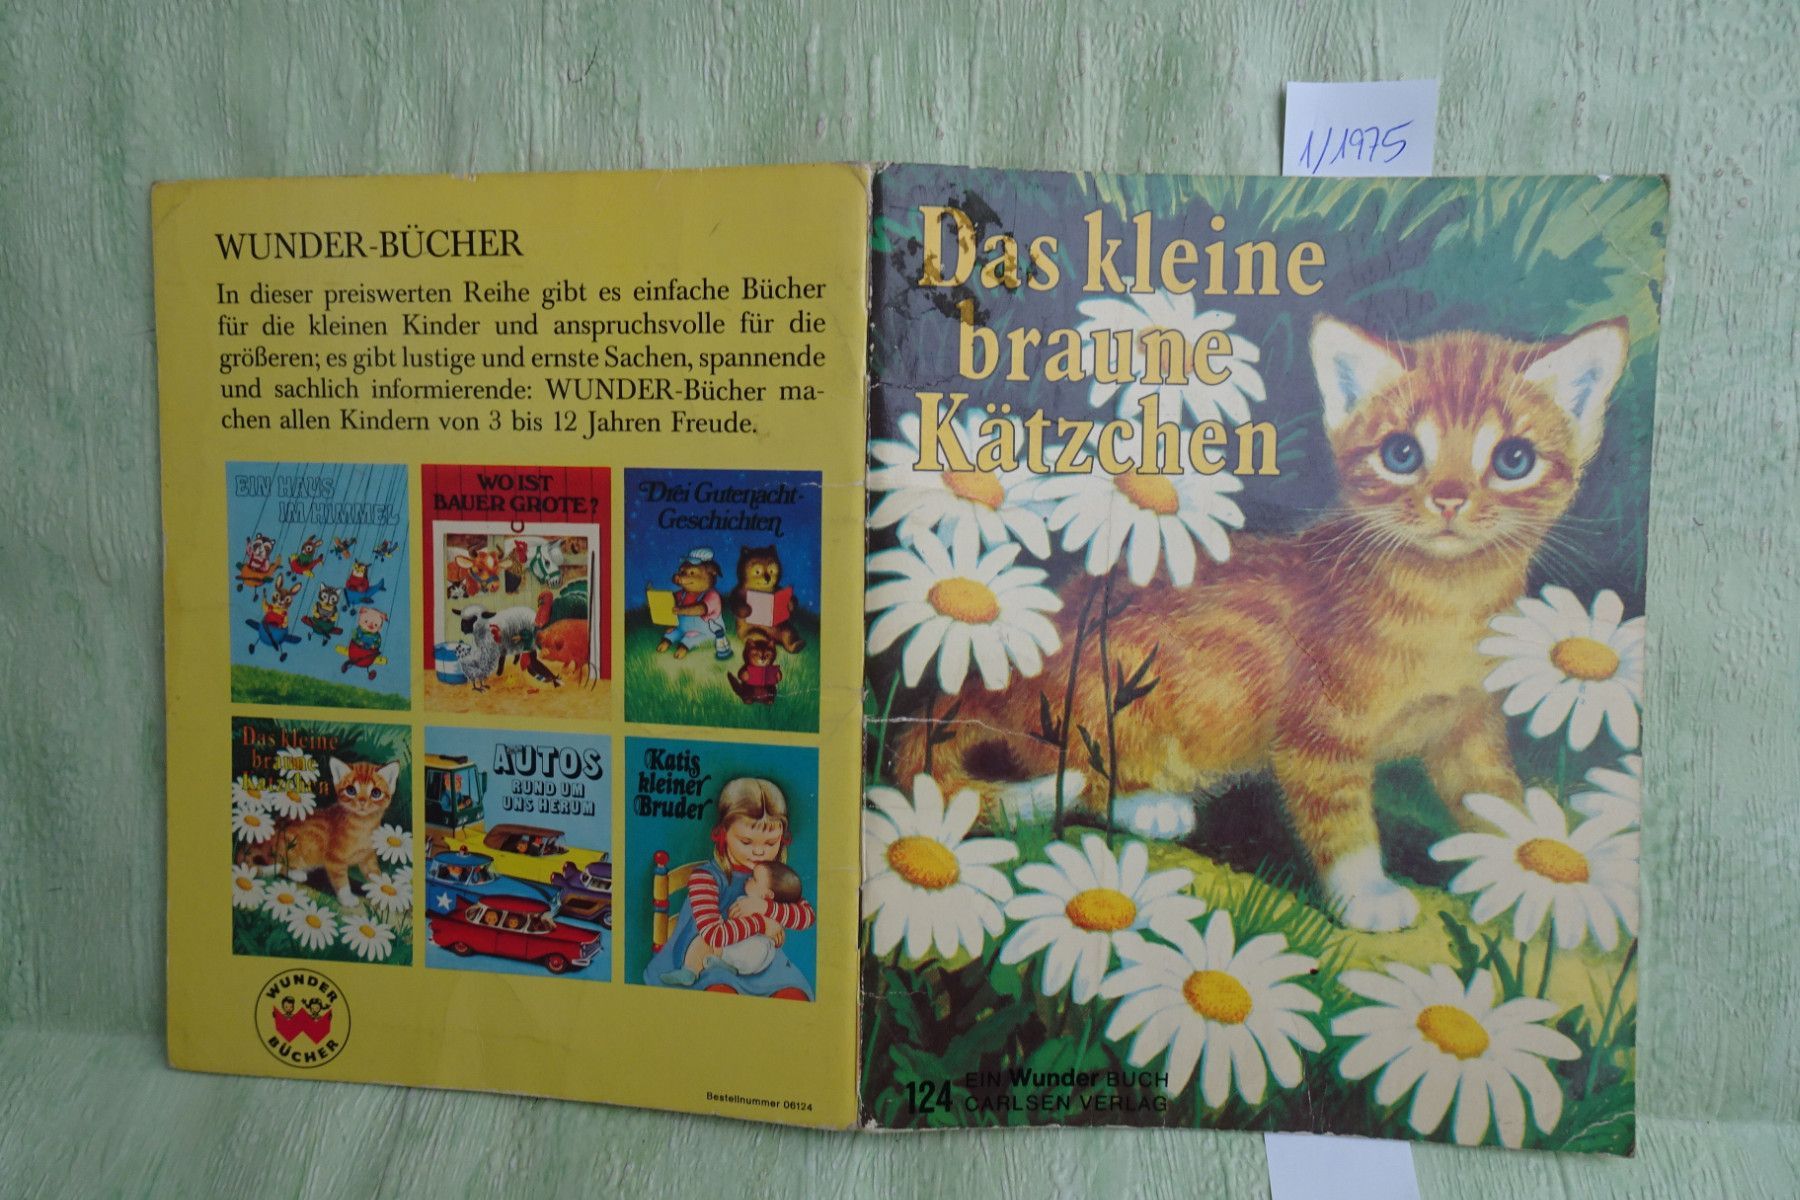 1/1975
WUNDER-BÜCHER
In dieser preiswerten Reihe gibt es einfache Bücher
für die kleinen Kinder und anspruchsvolle für die
größeren; es gibt lustige und ernste Sachen, spannende
und sachlich informierende: WUNDER-Bücher ma-
chen allen Kindern von 3 bis 12 Jahren Freude.
EIN HAUS
IM HIMMEL
WO IST
BAUER GROTE?
Drei Gutenacht-
Geschichten
Das kleine
braune
Kätzchen
AUTOS
RUND UM
UNS HERUM
Katis
kleiner
Bruder
WUNDER
BÜCHER
Bestellnummer 06124
Das kleine
braune
Kätzchen
124
EIN Wunder BUCH
CARLSEN VERLAG